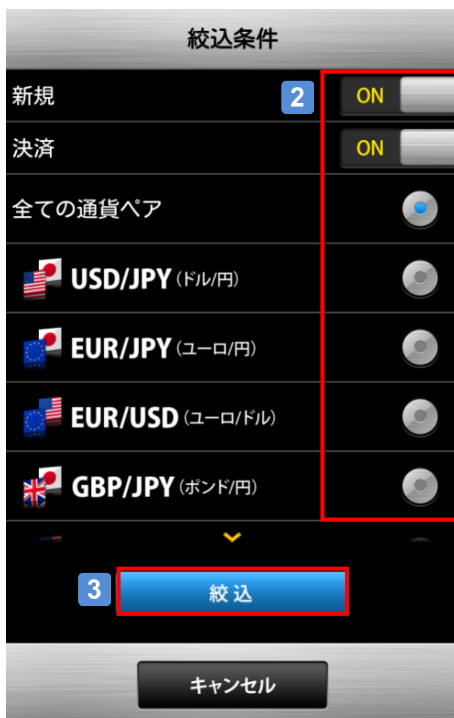 絞込条件
新規 2 ON
決済 ON
全ての通貨ペア
USD/JPY (ドル/円)
EUR/JPY (ユーロ/円)
EUR/USD (ユーロ/ドル)
GBP/JPY (ポンド/円)
3 絞込
キャンセル